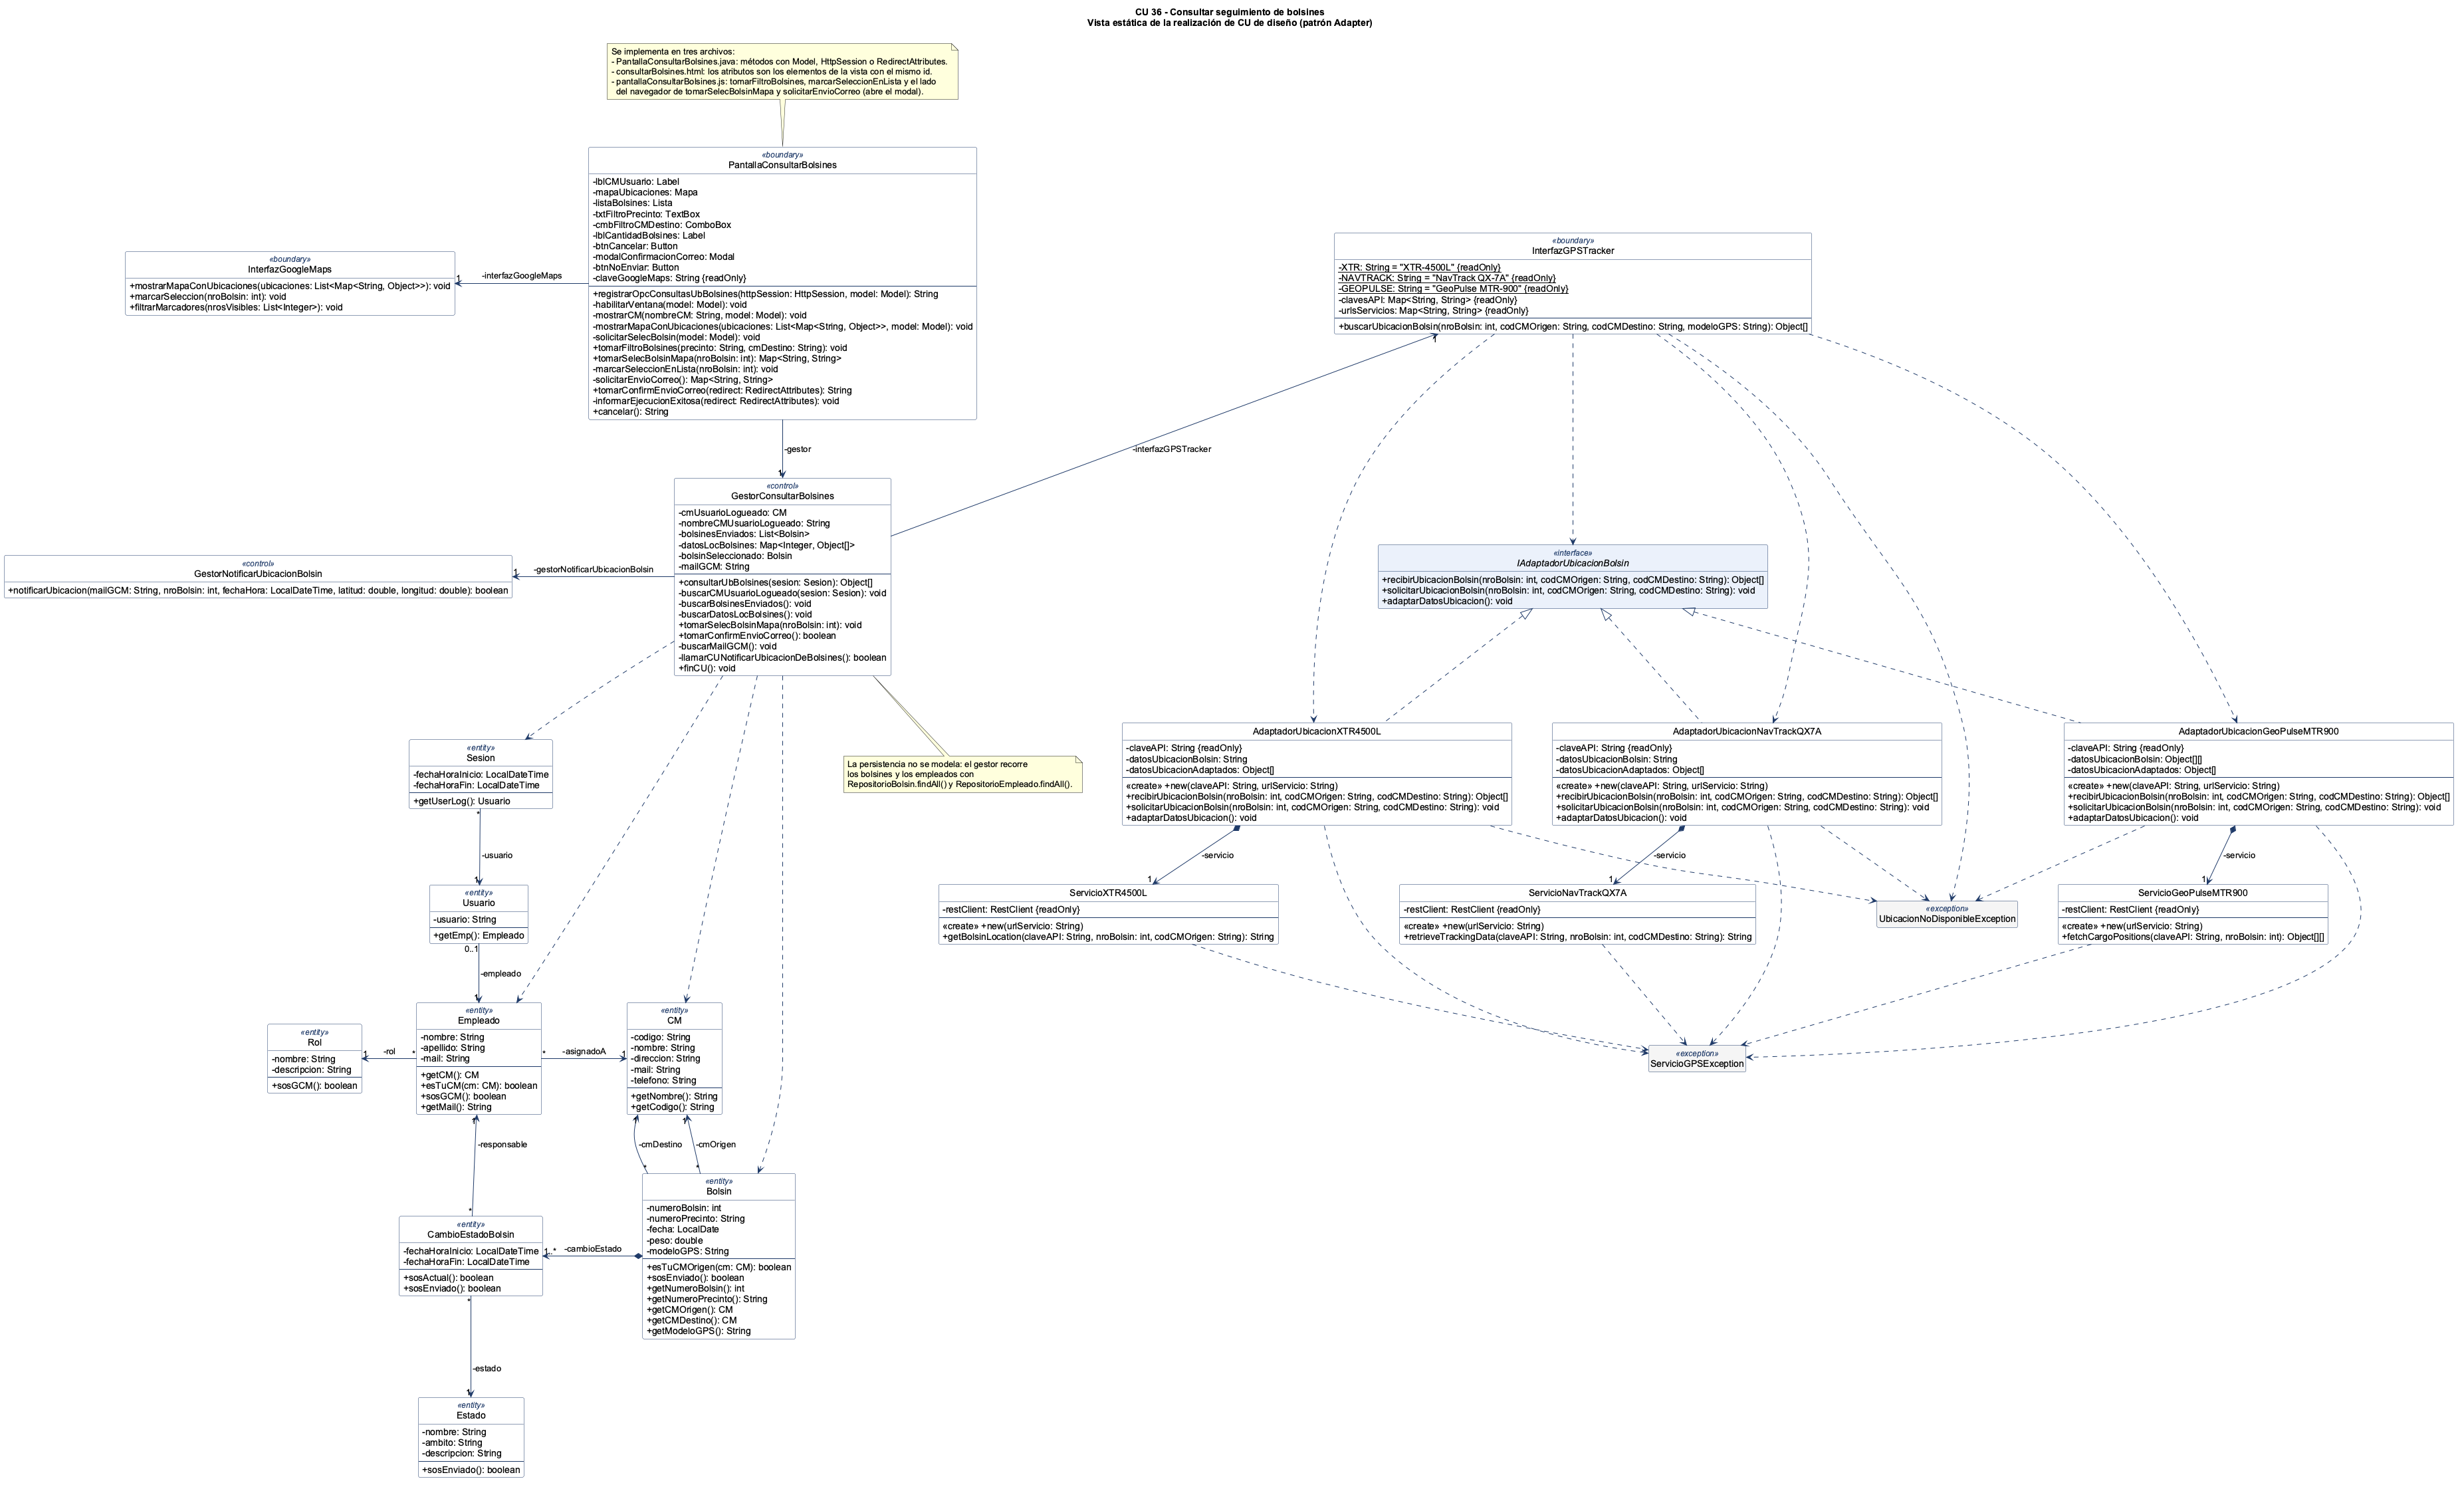 CU 36 - Consultar seguimiento de bolsines
Vista estática de la realización de CU de diseño (patrón Adapter)
Se implementa en tres archivos:
- PantallaConsultarBolsines.java: métodos con Model, HttpSession o RedirectAttributes.
- consultarBolsines.html: los atributos son los elementos de la vista con el mismo id.
- pantallaConsultarBolsines.js: tomarFiltroBolsines, marcarSeleccionEnLista y el lado
del navegador de tomarSelecBolsinMapa y solicitarEnvioCorreo (abre el modal).
«boundary»
PantallaConsultarBolsines
-lblCMUsuario: Label
-mapaUbicaciones: Mapa
-listaBolsines: Lista
-txtFiltroPrecinto: TextBox
-cmbFiltroCMDestino: ComboBox
-lblCantidadBolsines: Label
-btnCancelar: Button
-modalConfirmacionCorreo: Modal
-btnNoEnviar: Button
-claveGoogleMaps: String {readOnly}
+registrarOpcConsultasUbBolsines(httpSession: HttpSession, model: Model): String
-habilitarVentana(model: Model): void
-mostrarCM(nombreCM: String, model: Model): void
-mostrarMapaConUbicaciones(ubicaciones: List<Map<String, Object>>, model: Model): void
-solicitarSelecBolsin(model: Model): void
+tomarFiltroBolsines(precinto: String, cmDestino: String): void
+tomarSelecBolsinMapa(nroBolsin: int): Map<String, String>
-marcarSeleccionEnLista(nroBolsin: int): void
-solicitarEnvioCorreo(): Map<String, String>
+tomarConfirmEnvioCorreo(redirect: RedirectAttributes): String
-informarEjecucionExitosa(redirect: RedirectAttributes): void
+cancelar(): String
«boundary»
InterfazGoogleMaps
+mostrarMapaConUbicaciones(ubicaciones: List<Map<String, Object>>): void
+marcarSeleccion(nroBolsin: int): void
+filtrarMarcadores(nrosVisibles: List<Integer>): void
1
-interfazGoogleMaps
«boundary»
InterfazGPSTracker
-XTR: String = "XTR-4500L" {readOnly}
-NAVTRACK: String = "NavTrack QX-7A" {readOnly}
-GEOPULSE: String = "GeoPulse MTR-900" {readOnly}
-clavesAPI: Map<String, String> {readOnly}
-urlsServicios: Map<String, String> {readOnly}
+buscarUbicacionBolsin(nroBolsin: int, codCMOrigen: String, codCMDestino: String, modeloGPS: String): Object[]
1
-gestor
-interfazGPSTracker
1
«control»
GestorConsultarBolsines
-cmUsuarioLogueado: CM
-nombreCMUsuarioLogueado: String
-bolsinesEnviados: List<Bolsin>
-datosLocBolsines: Map<Integer, Object[]>
-bolsinSeleccionado: Bolsin
-mailGCM: String
+consultarUbBolsines(sesion: Sesion): Object[]
-buscarCMUsuarioLogueado(sesion: Sesion): void
-buscarBolsinesEnviados(): void
-buscarDatosLocBolsines(): void
+tomarSelecBolsinMapa(nroBolsin: int): void
+tomarConfirmEnvioCorreo(): boolean
-buscarMailGCM(): void
-llamarCUNotificarUbicacionDeBolsines(): boolean
+finCU(): void
«control»
GestorNotificarUbicacionBolsin
+notificarUbicacion(mailGCM: String, nroBolsin: int, fechaHora: LocalDateTime, latitud: double, longitud: double): boolean
1
-gestorNotificarUbicacionBolsin
«interface»
IAdaptadorUbicacionBolsin
+recibirUbicacionBolsin(nroBolsin: int, codCMOrigen: String, codCMDestino: String): Object[]
+solicitarUbicacionBolsin(nroBolsin: int, codCMOrigen: String, codCMDestino: String): void
+adaptarDatosUbicacion(): void
La persistencia no se modela: el gestor recorre
los bolsines y los empleados con
RepositorioBolsin.findAll() y RepositorioEmpleado.findAll().
AdaptadorUbicacionXTR4500L
-claveAPI: String {readOnly}
-datosUbicacionBolsin: String
-datosUbicacionAdaptados: Object[]
«create» +new(claveAPI: String, urlServicio: String)
+recibirUbicacionBolsin(nroBolsin: int, codCMOrigen: String, codCMDestino: String): Object[]
+solicitarUbicacionBolsin(nroBolsin: int, codCMOrigen: String, codCMDestino: String): void
+adaptarDatosUbicacion(): void
AdaptadorUbicacionNavTrackQX7A
-claveAPI: String {readOnly}
-datosUbicacionBolsin: String
-datosUbicacionAdaptados: Object[]
«create» +new(claveAPI: String, urlServicio: String)
+recibirUbicacionBolsin(nroBolsin: int, codCMOrigen: String, codCMDestino: String): Object[]
+solicitarUbicacionBolsin(nroBolsin: int, codCMOrigen: String, codCMDestino: String): void
+adaptarDatosUbicacion(): void
AdaptadorUbicacionGeoPulseMTR900
-claveAPI: String {readOnly}
-datosUbicacionBolsin: Object[][]
-datosUbicacionAdaptados: Object[]
«create» +new(claveAPI: String, urlServicio: String)
+recibirUbicacionBolsin(nroBolsin: int, codCMOrigen: String, codCMDestino: String): Object[]
+solicitarUbicacionBolsin(nroBolsin: int, codCMOrigen: String, codCMDestino: String): void
+adaptarDatosUbicacion(): void
«entity»
Sesion
-fechaHoraInicio: LocalDateTime
-fechaHoraFin: LocalDateTime
+getUserLog(): Usuario
*
-usuario
1
-servicio
1
-servicio
1
-servicio
1
«entity»
Usuario
-usuario: String
+getEmp(): Empleado
0..1
-empleado
1
ServicioXTR4500L
-restClient: RestClient {readOnly}
«create» +new(urlServicio: String)
+getBolsinLocation(claveAPI: String, nroBolsin: int, codCMOrigen: String): String
ServicioNavTrackQX7A
-restClient: RestClient {readOnly}
«create» +new(urlServicio: String)
+retrieveTrackingData(claveAPI: String, nroBolsin: int, codCMDestino: String): String
«exception»
UbicacionNoDisponibleException
ServicioGeoPulseMTR900
-restClient: RestClient {readOnly}
«create» +new(urlServicio: String)
+fetchCargoPositions(claveAPI: String, nroBolsin: int): Object[][]
«entity»
Rol
-nombre: String
-descripcion: String
+sosGCM(): boolean
1
-rol
*
«entity»
Empleado
-nombre: String
-apellido: String
-mail: String
+getCM(): CM
+esTuCM(cm: CM): boolean
+sosGCM(): boolean
+getMail(): String
*
-asignadoA
1
«entity»
CM
-codigo: String
-nombre: String
-direccion: String
-mail: String
-telefono: String
+getNombre(): String
+getCodigo(): String
«exception»
ServicioGPSException
1
-responsable
*
-cmDestino
*
1
-cmOrigen
*
«entity»
Bolsin
-numeroBolsin: int
-numeroPrecinto: String
-fecha: LocalDate
-peso: double
-modeloGPS: String
+esTuCMOrigen(cm: CM): boolean
+sosEnviado(): boolean
+getNumeroBolsin(): int
+getNumeroPrecinto(): String
+getCMOrigen(): CM
+getCMDestino(): CM
+getModeloGPS(): String
«entity»
CambioEstadoBolsin
-fechaHoraInicio: LocalDateTime
-fechaHoraFin: LocalDateTime
+sosActual(): boolean
+sosEnviado(): boolean
1..*
-cambioEstado
*
-estado
1
«entity»
Estado
-nombre: String
-ambito: String
-descripcion: String
+sosEnviado(): boolean